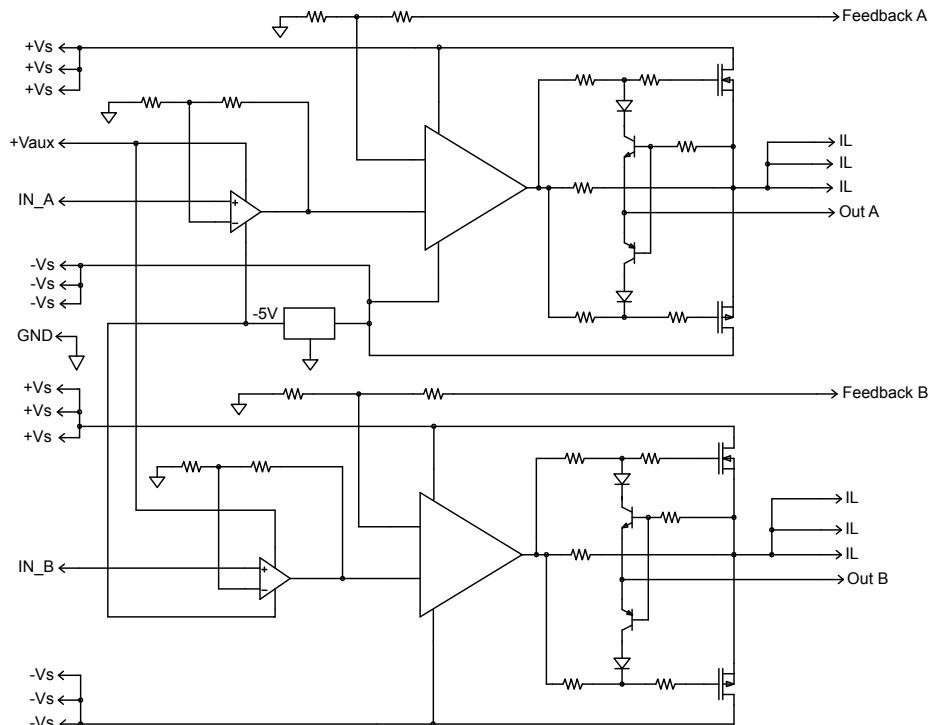 Feedback A
+Vs
+Vs
+Vs
+Vaux
IL
IL
IN_A
+
−
IL
Out A
-Vs
-Vs
-Vs
-5V
GND
+Vs
+Vs
+Vs
Feedback B
IL
IL
IL
IN_B
+
−
Out B
-Vs
-Vs
-Vs